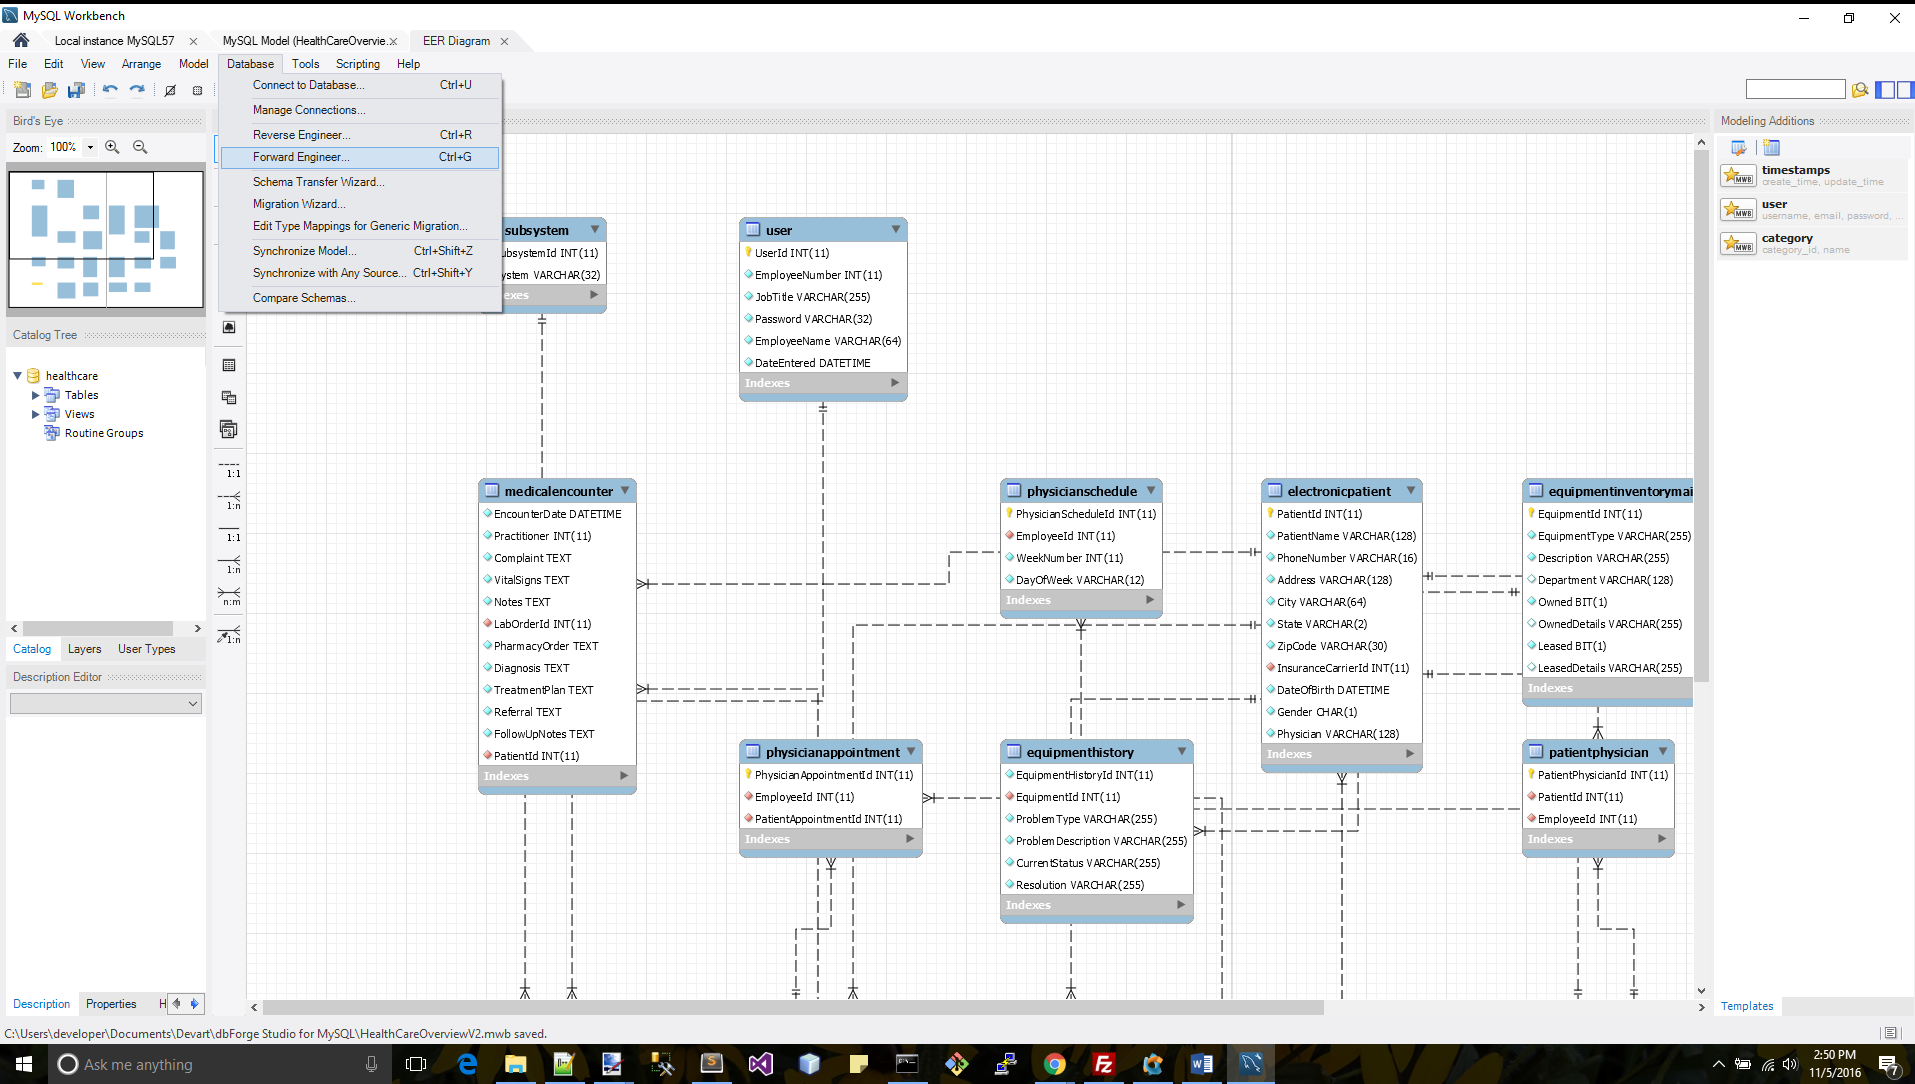 MySQL Workbench
Local instance MySQL57
MySQL Model (HealthCareOvervie...
EER Diagram
File Edit View Arrange Model Database Tools Scripting Help
Connect to Database... Ctrl+U
Manage Connections...
Reverse Engineer... Ctrl+R
Forward Engineer... Ctrl+G
Schema Transfer Wizard...
Migration Wizard...
Edit Type Mappings for Generic Migration...
Synchronize Model... Ctrl+Shift+Z
Synchronize with Any Source... Ctrl+Shift+Y
Compare Schemas...
Bird's Eye
Zoom: 100%
Catalog Tree
healthcare
Tables
Views
Routine Groups
Catalog Layers User Types
Description Editor
Description Properties H
1:1
1:n
1:1
1:n
n:m
1:n
subsystem
ubsystemId INT(11)
ystem VARCHAR(32)
exes
user
UserId INT(11)
EmployeeNumber INT(11)
JobTitle VARCHAR(255)
Password VARCHAR(32)
EmployeeName VARCHAR(64)
DateEntered DATETIME
Indexes
medicalencounter
EncounterDate DATETIME
Practitioner INT(11)
Complaint TEXT
VitalSigns TEXT
Notes TEXT
LabOrderId INT(11)
PharmacyOrder TEXT
Diagnosis TEXT
TreatmentPlan TEXT
Referral TEXT
FollowUpNotes TEXT
PatientId INT(11)
Indexes
physicianschedule
PhysicianScheduleId INT(11)
EmployeeId INT(11)
WeekNumber INT(11)
DayOfWeek VARCHAR(12)
Indexes
electronicpatient
PatientId INT(11)
PatientName VARCHAR(128)
PhoneNumber VARCHAR(16)
Address VARCHAR(128)
City VARCHAR(64)
State VARCHAR(2)
ZipCode VARCHAR(30)
InsuranceCarrierId INT(11)
DateOfBirth DATETIME
Gender CHAR(1)
Physician VARCHAR(128)
Indexes
equipmentinventorymai
EquipmentId INT(11)
EquipmentType VARCHAR(255)
Description VARCHAR(255)
Department VARCHAR(128)
Owned BIT(1)
OwnedDetails VARCHAR(255)
Leased BIT(1)
LeasedDetails VARCHAR(255)
Indexes
physicianappointment
PhysicianAppointmentId INT(11)
EmployeeId INT(11)
PatientAppointmentId INT(11)
Indexes
equipmenthistory
EquipmentHistoryId INT(11)
EquipmentId INT(11)
ProblemType VARCHAR(255)
ProblemDescription VARCHAR(255)
CurrentStatus VARCHAR(255)
Resolution VARCHAR(255)
Indexes
patientphysician
PatientPhysicianId INT(11)
PatientId INT(11)
EmployeeId INT(11)
Indexes
Modeling Additions
timestamps
create_time, update_time
user
username, email, password, ...
category
category_id, name
Templates
C:\Users\developer\Documents\Devart\dbForge Studio for MySQL\HealthCareOverviewV2.mwb saved.
Ask me anything
2:50 PM
11/5/2016
7